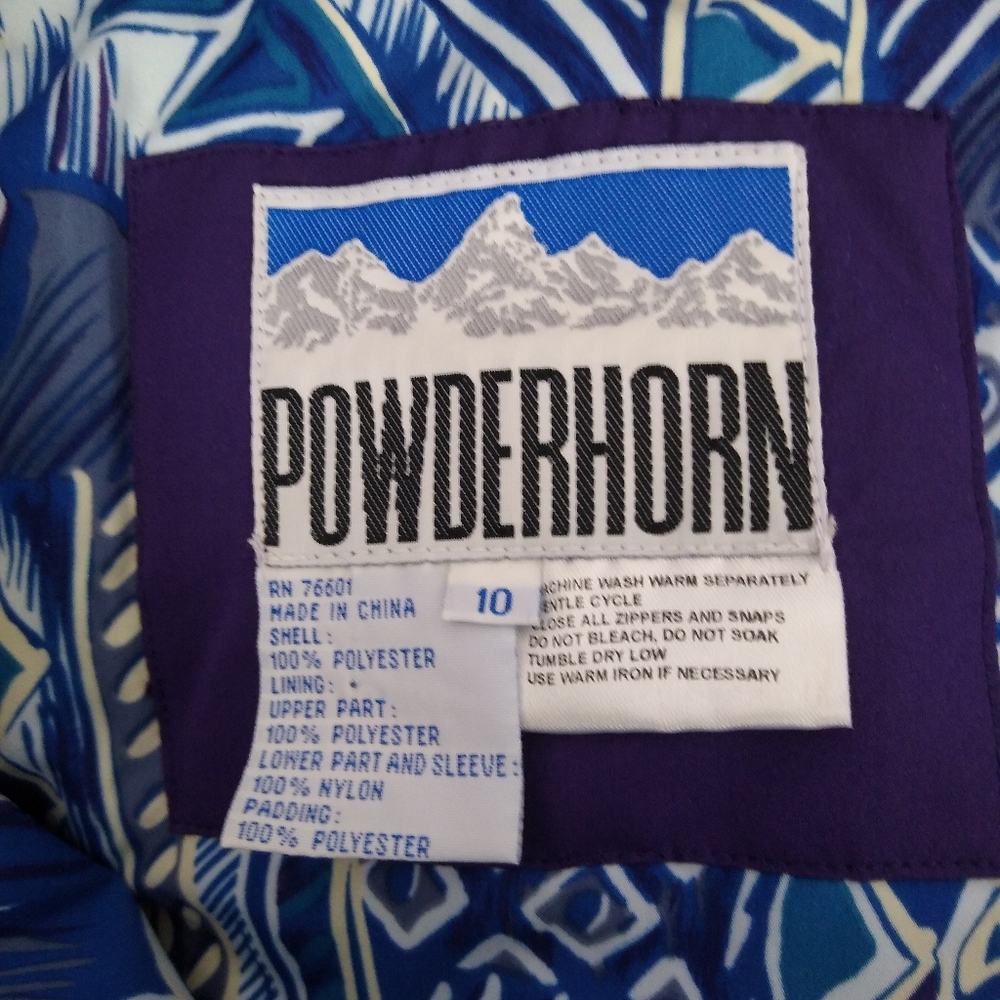 POWDERHORN
RN 76601
MADE IN CHINA
SHELL:
100% POLYESTER
LINING:
UPPER PART:
100% POLYESTER
LOWER PART AND SLEEVE:
100% NYLON
PADDING:
100% POLYESTER
10
ACHINE WASH WARM SEPARATELY
ENTLE CYCLE
CLOSE ALL ZIPPERS AND SNAPS
DO NOT BLEACH, DO NOT SOAK
TUMBLE DRY LOW
USE WARM IRON IF NECESSARY